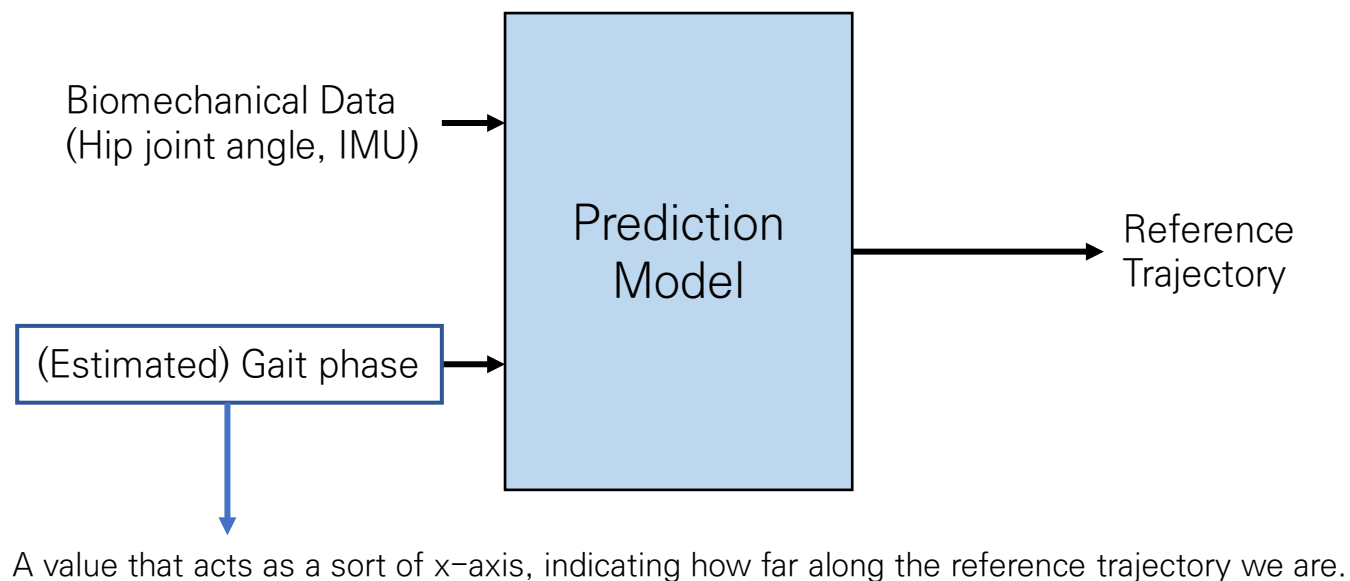 Biomechanical Data
(Hip joint angle, IMU)
Prediction
Model
Reference
Trajectory
(Estimated) Gait phase
A value that acts as a sort of x-axis, indicating how far along the reference trajectory we are.